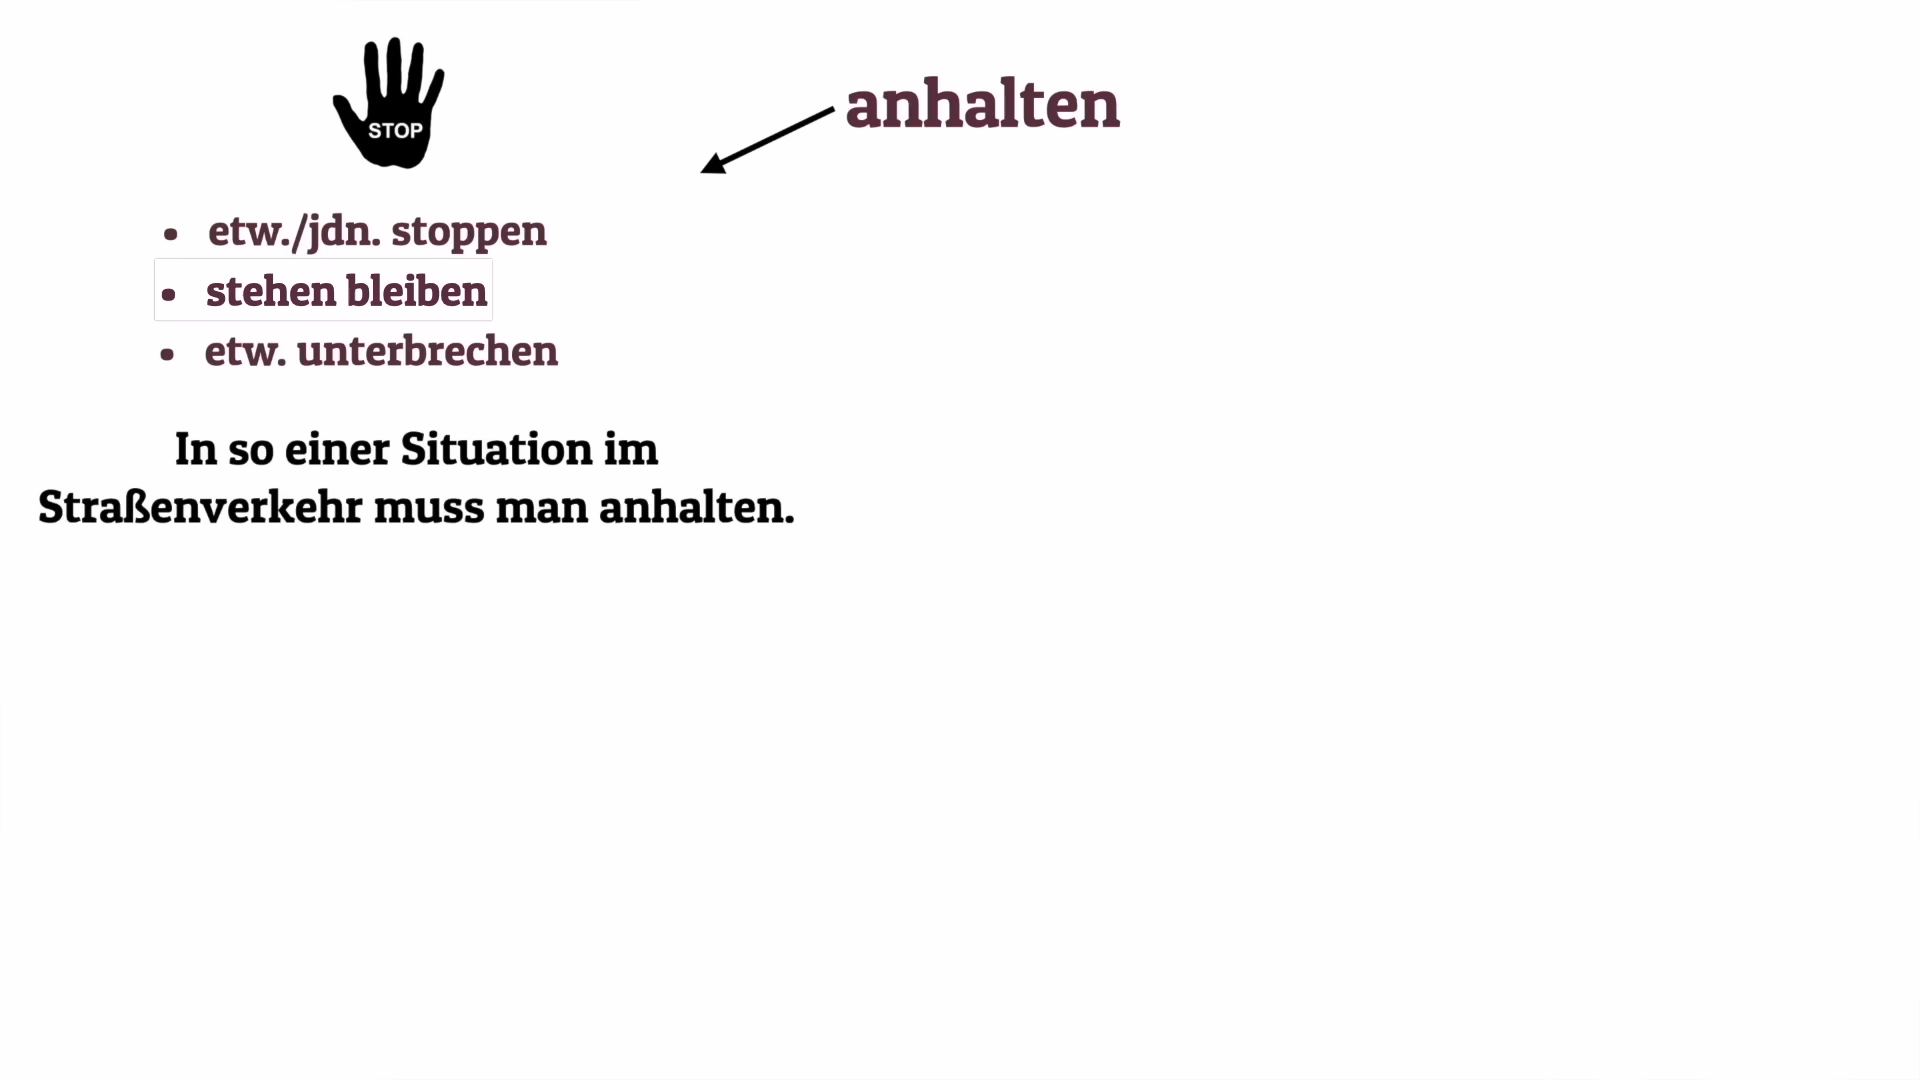 STOP
anhalten
• etw./jdn. stoppen
• stehen bleiben
• etw. unterbrechen
In so einer Situation im
Straßenverkehr muss man anhalten.